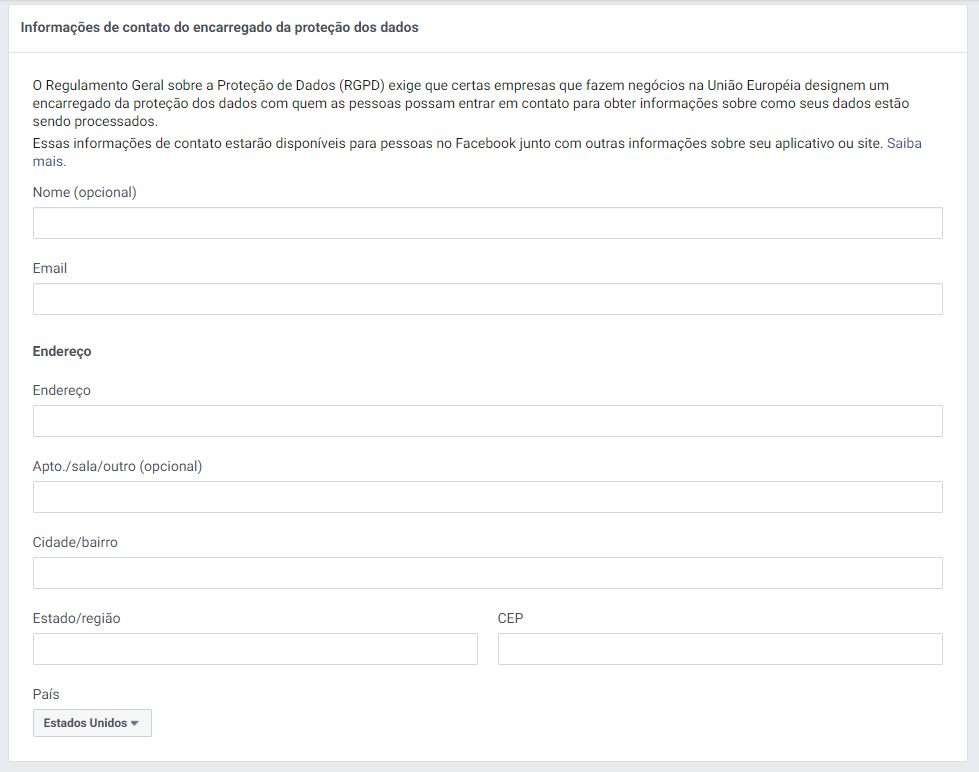 Informações de contato do encarregado da proteção dos dados
O Regulamento Geral sobre a Proteção de Dados (RGPD) exige que certas empresas que fazem negócios na União Européia designem um
encarregado da proteção dos dados com quem as pessoas possam entrar em contato para obter informações sobre como seus dados estão
sendo processados.
Essas informações de contato estarão disponíveis para pessoas no Facebook junto com outras informações sobre seu aplicativo ou site. Saiba
mais.
Nome (opcional)
Email
Endereço
Endereço
Apto./sala/outro (opcional)
Cidade/bairro
Estado/região
CEP
País
Estados Unidos